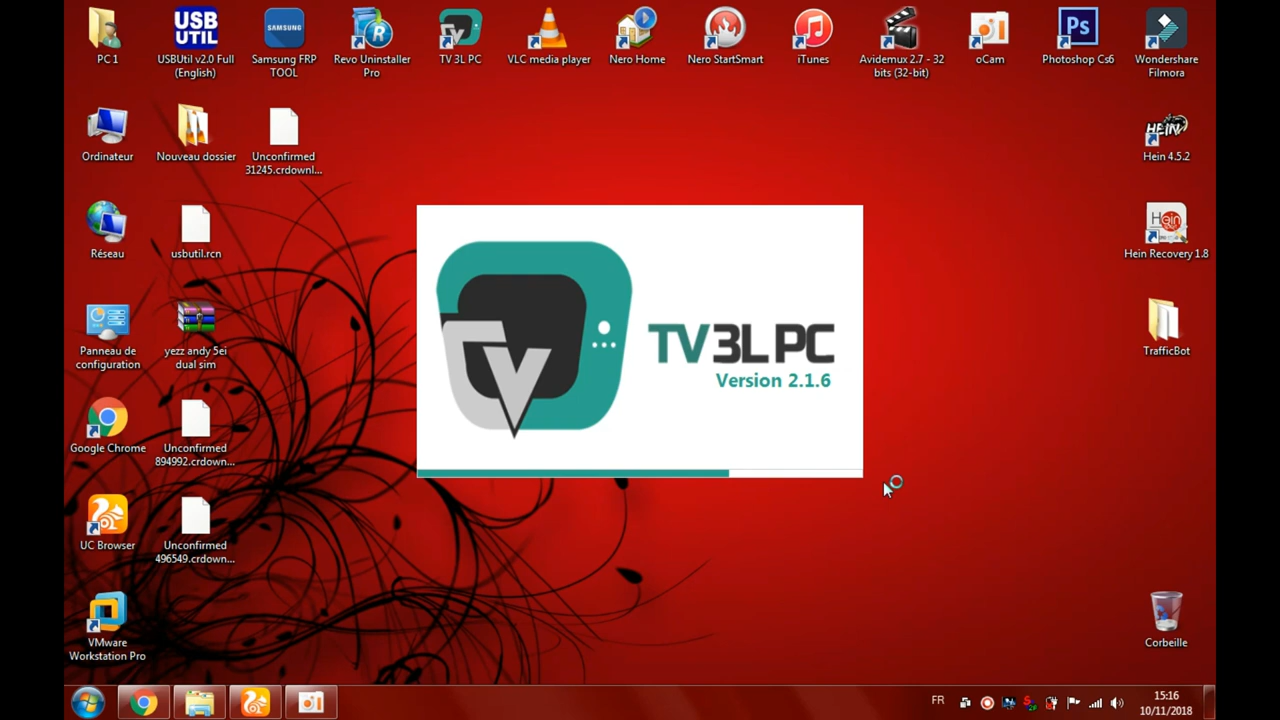 PC 1
USB
UTIL
USBUtil v2.0 Full
(English)
SAMSUNG
Samsung FRP
TOOL
R
Revo Uninstaller
Pro
TV 3L PC
VLC media player
Nero Home
Nero StartSmart
iTunes
Avidemux 2.7 - 32
bits (32-bit)
oCam
Ps
Photoshop Cs6
Wondershare
Filmora
Ordinateur
Nouveau dossier
Unconfirmed
31245.crdownl...
HEIN
Hein 4.5.2
Réseau
usbutil.rcn
Hein
Hein Recovery 1.8
Panneau de
configuration
yezz andy 5ei
dual sim
TrafficBot
TV
TV3L PC
Version 2.1.6
Google Chrome
Unconfirmed
894992.crdown...
UC Browser
Unconfirmed
496549.crdown...
VMware
Workstation Pro
Corbeille
FR
15:16
10/11/2018